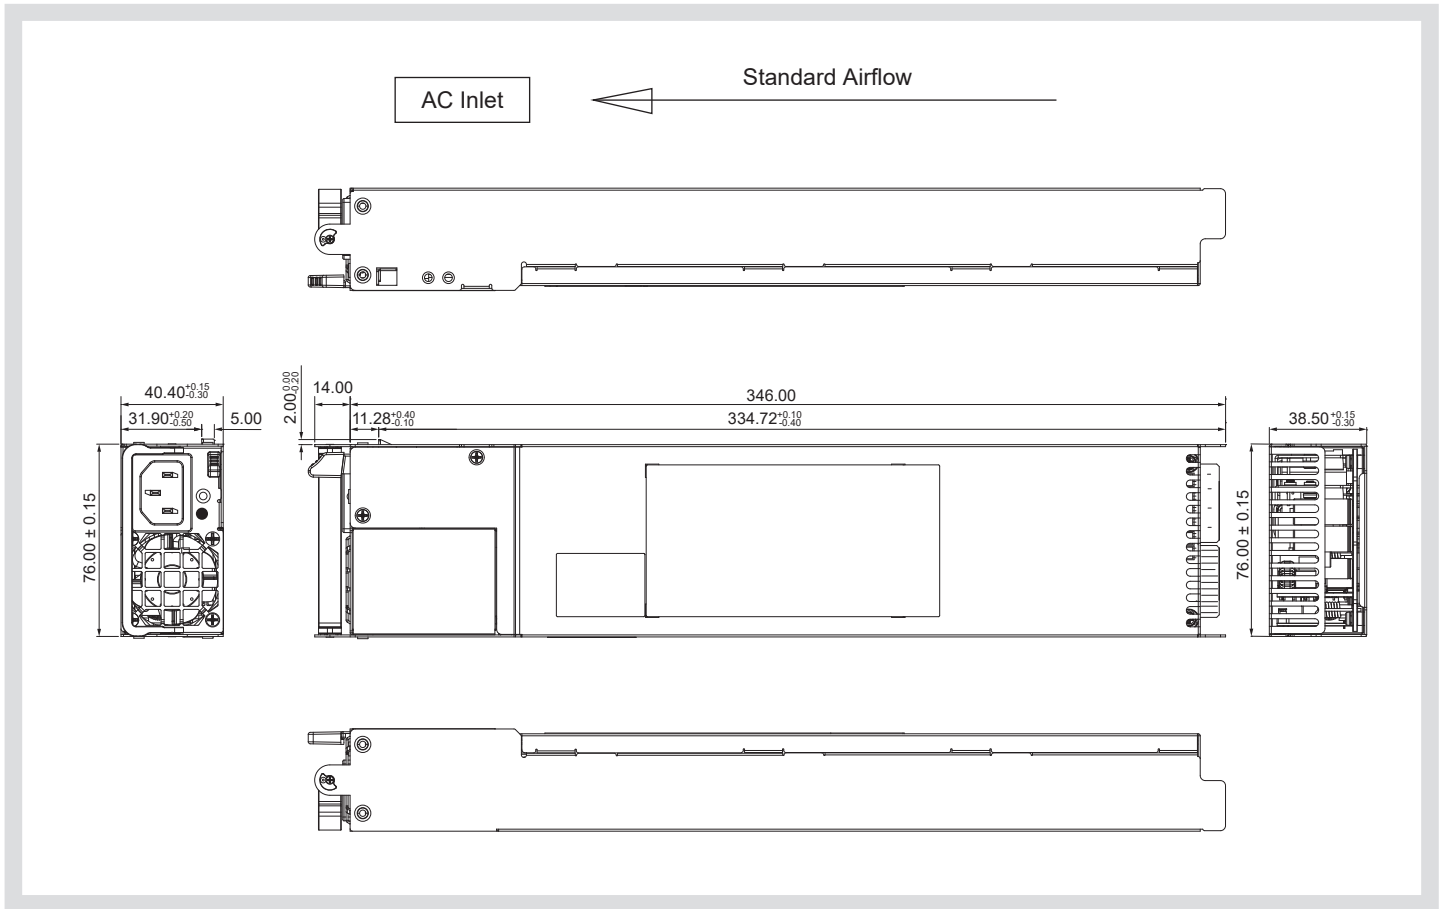 Standard Airflow
AC Inlet
40.40 +0.15 -0.30
31.90 +0.20 -0.50
5.00
2.00 0.00 -0.20
14.00
346.00
11.28 +0.40 -0.10
334.72 +0.10 -0.40
38.50 +0.15 -0.30
76.00 ± 0.15
76.00 ± 0.15